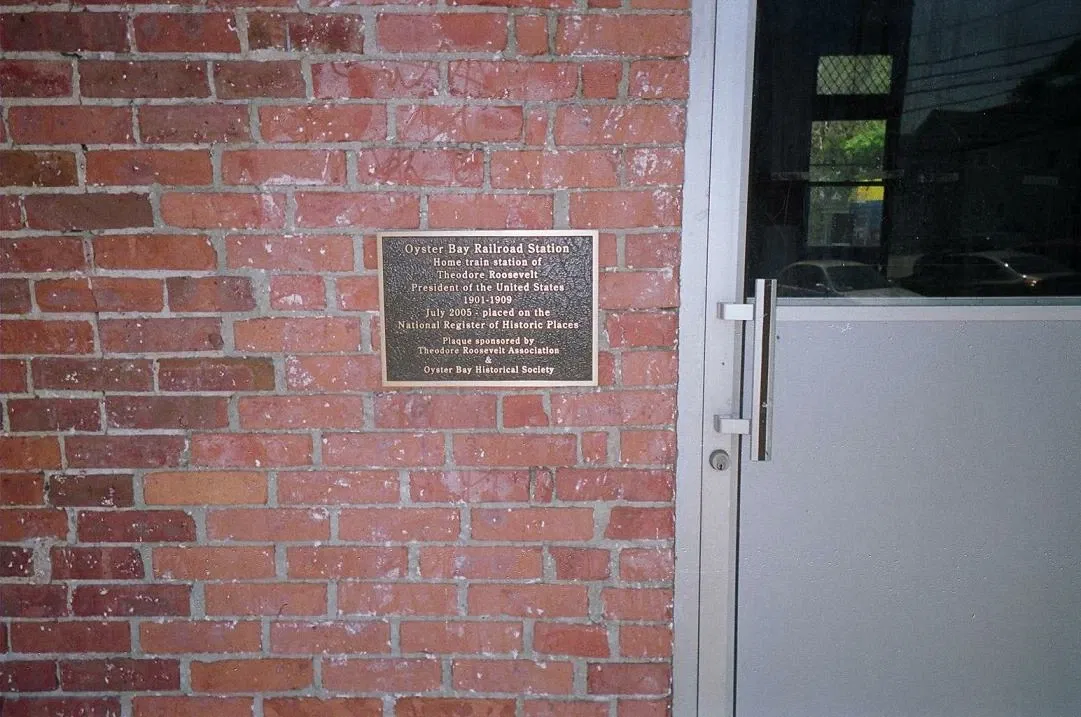 Oyster Bay Railroad Station
Home train station of
Theodore Roosevelt
President of the United States
1901-1909
July 2005 - placed on the
National Register of Historic Places
Plaque sponsored by
Theodore Roosevelt Association
&
Oyster Bay Historical Society